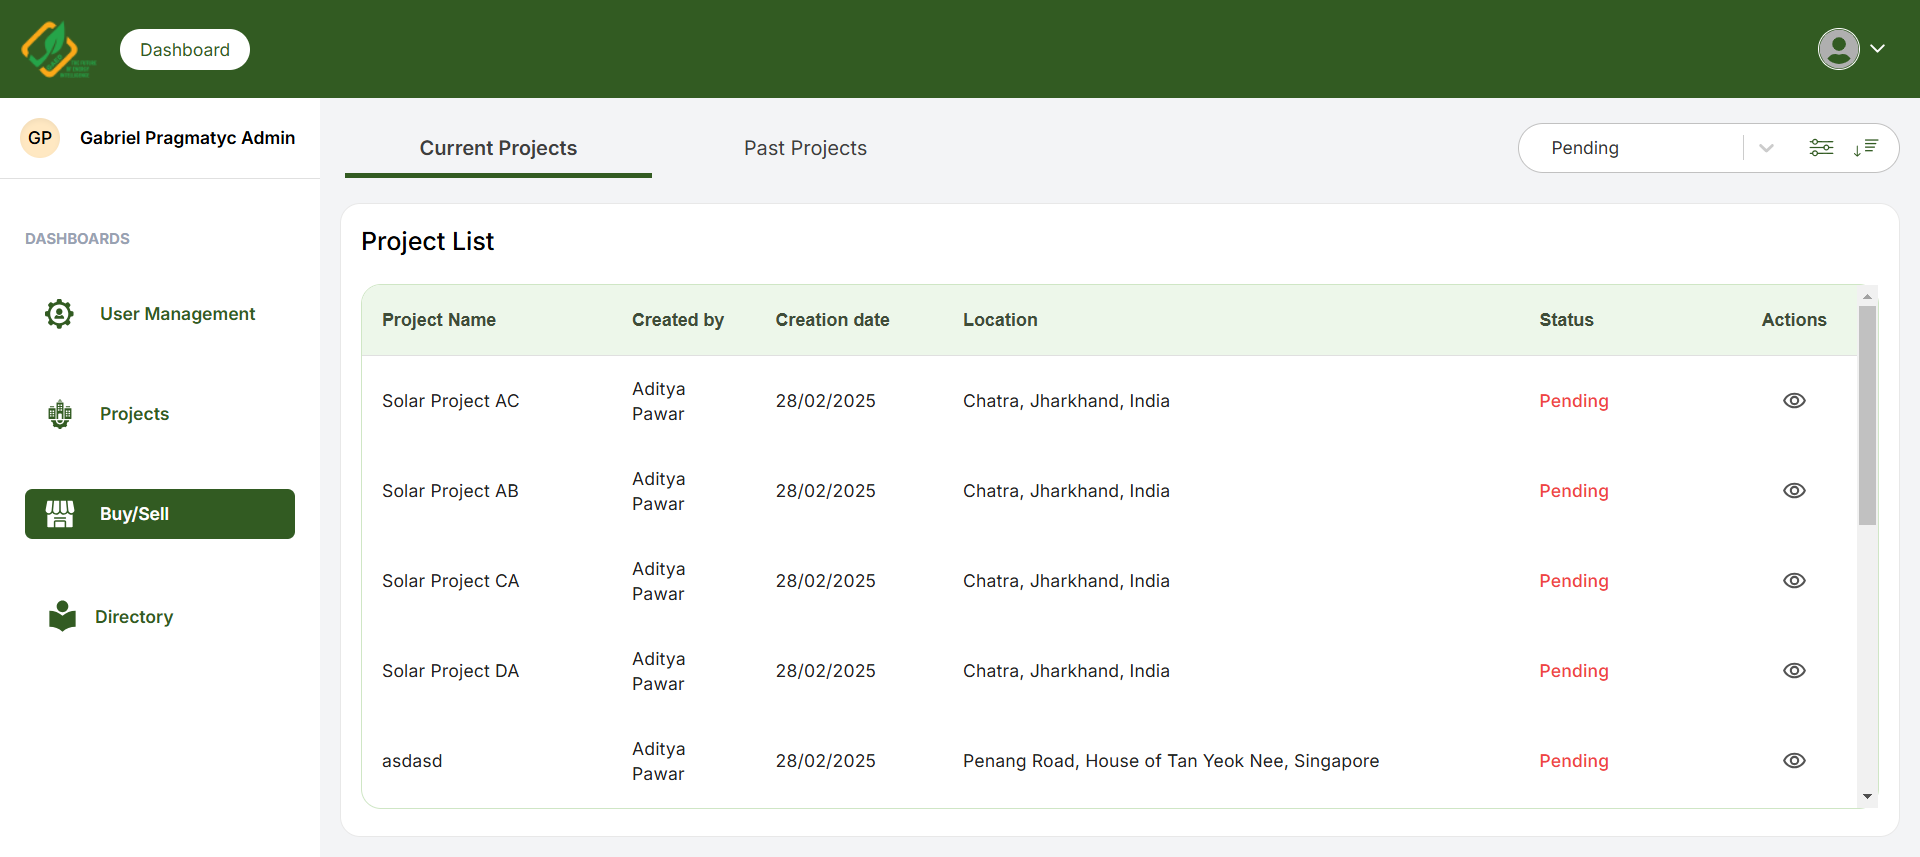 Dashboard
GP
Gabriel Pragmatyc Admin
Current Projects
Past Projects
Pending
DASHBOARDS
User Management
Projects
Buy/Sell
Directory
Project List
Project Name Created by Creation date Location Status Actions
Solar Project AC Aditya Pawar 28/02/2025 Chatra, Jharkhand, India Pending
Solar Project AB Aditya Pawar 28/02/2025 Chatra, Jharkhand, India Pending
Solar Project CA Aditya Pawar 28/02/2025 Chatra, Jharkhand, India Pending
Solar Project DA Aditya Pawar 28/02/2025 Chatra, Jharkhand, India Pending
asdasd Aditya Pawar 28/02/2025 Penang Road, House of Tan Yeok Nee, Singapore Pending